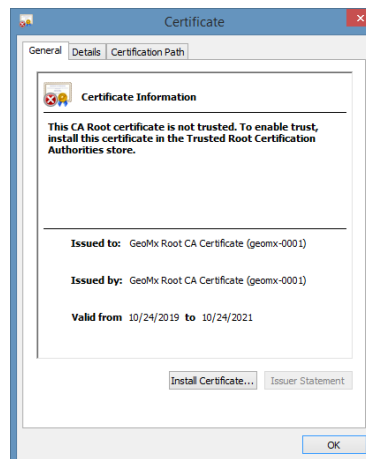 Certificate
General Details Certification Path
Certificate Information
This CA Root certificate is not trusted. To enable trust,
install this certificate in the Trusted Root Certification
Authorities store.
Issued to: GeoMx Root CA Certificate (geomx-0001)
Issued by: GeoMx Root CA Certificate (geomx-0001)
Valid from 10/24/2019 to 10/24/2021
Install Certificate... Issuer Statement
OK